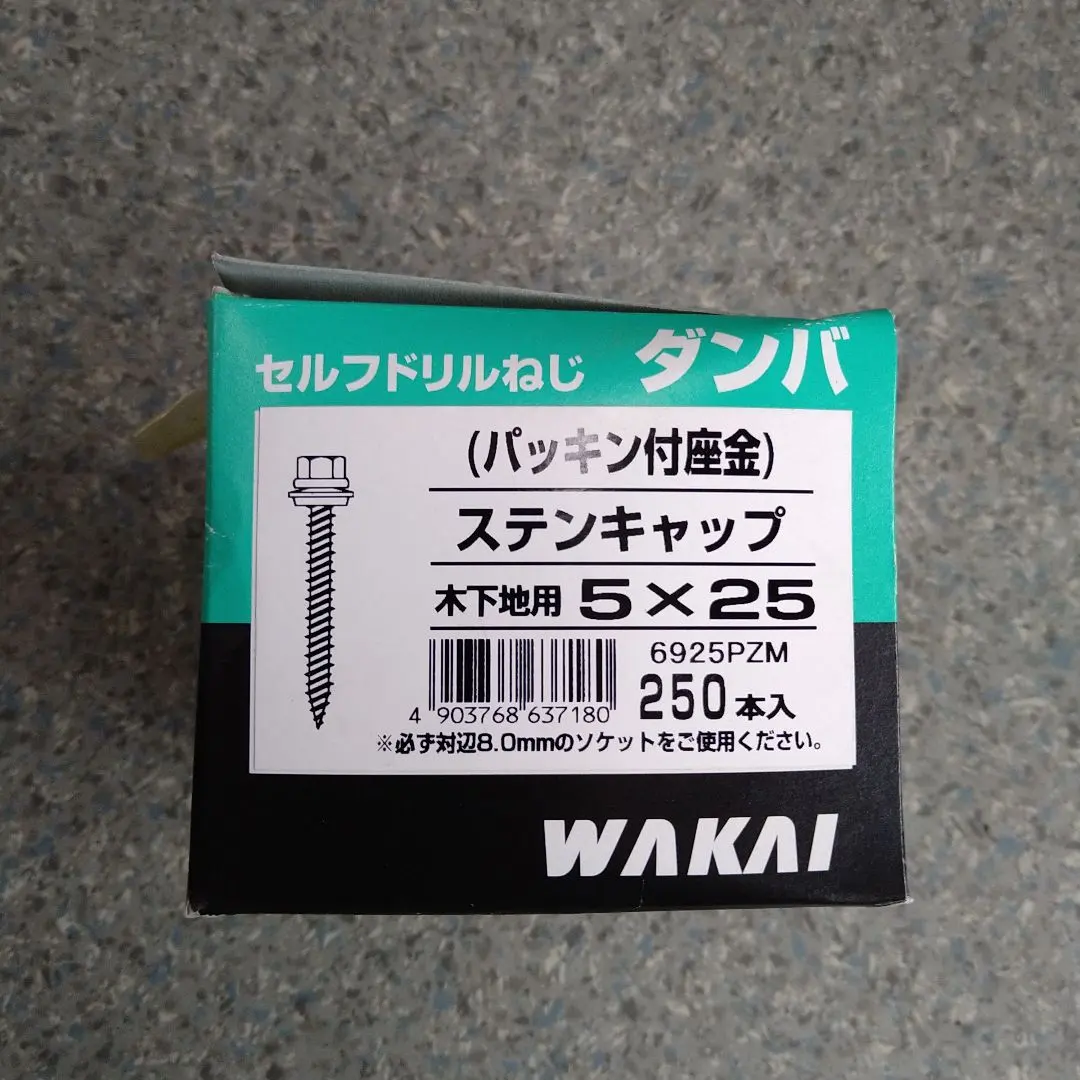 セルフドリルねじ ダンバ
(パッキン付座金)
ステンキャップ
木下地用 5×25
6925PZM
250本入
4 903768 637180
※必ず対辺8.0mmのソケットをご使用ください。
WAKAI